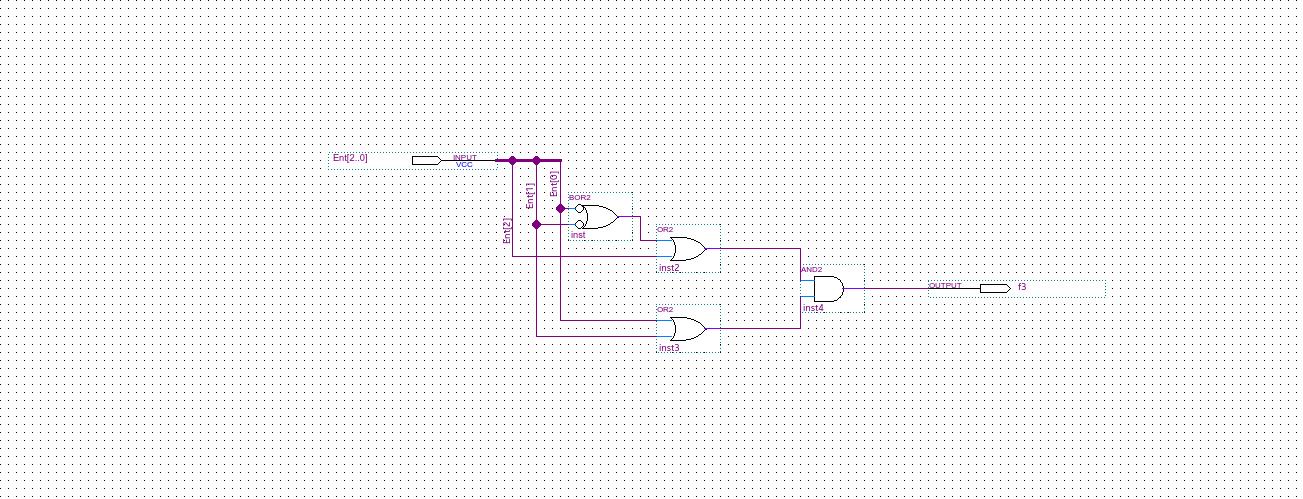 Ent[2..0]
INPUT
VCC
Ent[2]
Ent[1]
Ent[0]
BOR2
inst
OR2
inst2
OR2
inst3
AND2
inst4
OUTPUT
f3